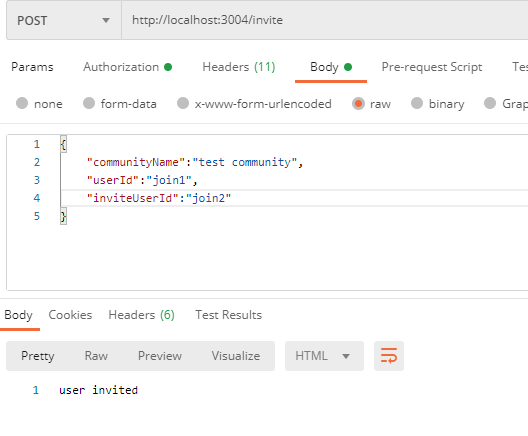 POST http://localhost:3004/invite
Params Authorization Headers (11) Body Pre-request Script
none form-data x-www-form-urlencoded raw binary
1 {
2 "communityName":"test community",
3 "userId":"join1",
4 "inviteUserId":"join2"
5 }
Body Cookies Headers (6) Test Results
Pretty Raw Preview Visualize HTML
1 user invited